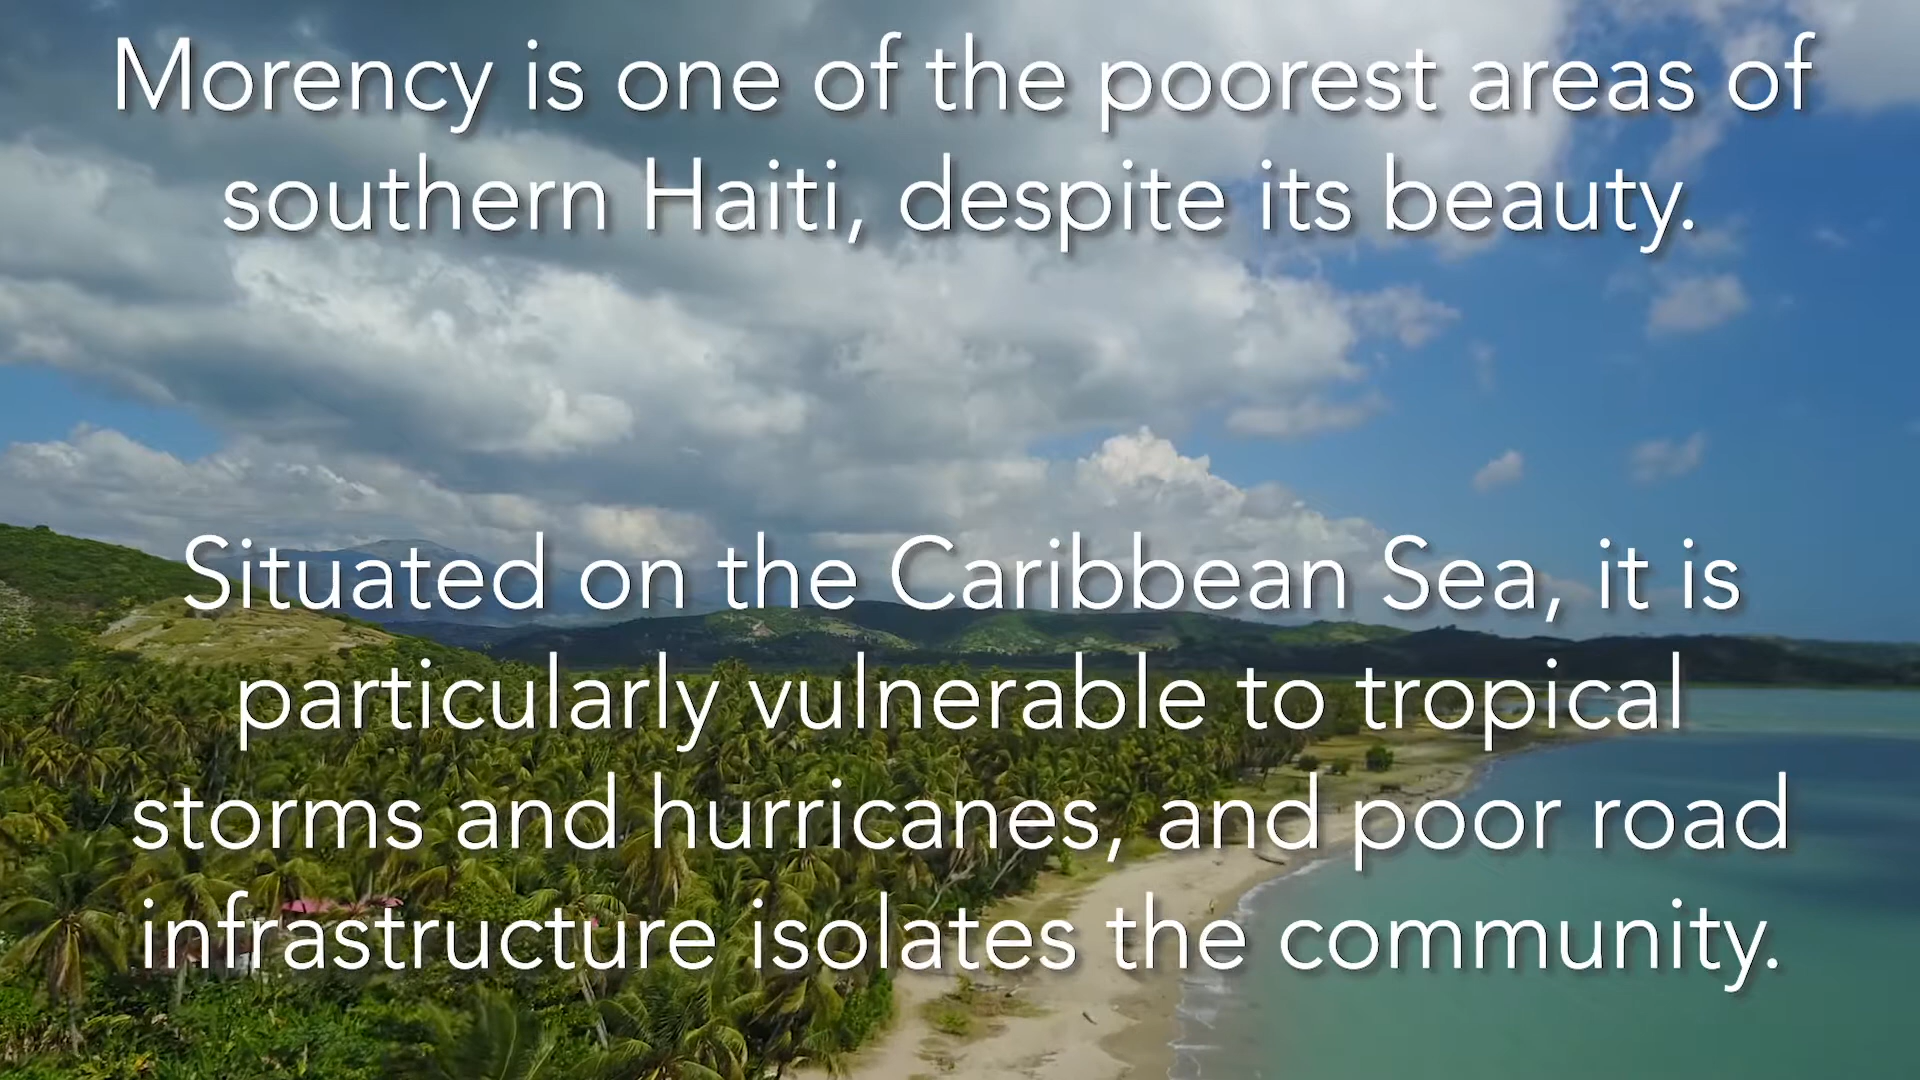 Morency is one of the poorest areas of
southern Haiti, despite its beauty.
Situated on the Caribbean Sea, it is
particularly vulnerable to tropical
storms and hurricanes, and poor road
infrastructure isolates the community.